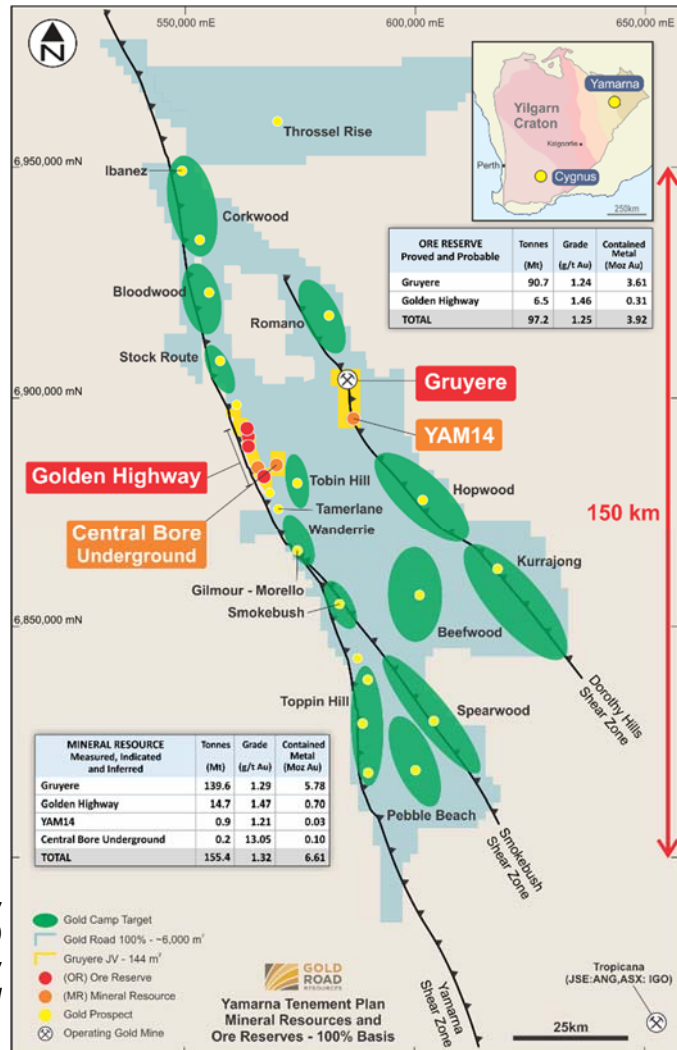 550,000 mE
600,000 mE
650,000 m
N
Throssel Rise
6,950,000 mN
Ibanez
Corkwood
Bloodwood
Romano
Stock Route
6,900,000 mN
Yilgarn
Craton
Yamarna
Kalgoorlie
Perth
Cygnus
250km
ORE RESERVE Proved and Probable | Tonnes (Mt) | Grade (g/t Au) | Contained Metal (Moz Au)
Gruyere 90.7 1.24 3.61
Golden Highway 6.5 1.46 0.31
TOTAL 97.2 1.25 3.92
Gruyere
YAM14
Golden Highway
Tobin Hill
Hopwood
150 km
Central Bore
Underground
Tamerlane
Wanderrie
Kurrajong
Gilmour - Morello
Smokebush
Beefwood
6,850,000 mN
Toppin Hill
Spearwood
Dorothy Hills
Shear Zone
Pebble Beach
Smokebush
Shear Zone
MINERAL RESOURCE Measured, Indicated and Inferred | Tonnes (Mt) | Grade (g/t Au) | Contained Metal (Moz Au)
Gruyere 139.6 1.29 5.78
Golden Highway 14.7 1.47 0.70
YAM14 0.9 1.21 0.03
Central Bore Underground 0.2 13.05 0.10
TOTAL 155.4 1.32 6.61
Gold Camp Target
Gold Road 100% - ~6,000 m²
Gruyere JV - 144 m²
(OR) Ore Reserve
(MR) Mineral Resource
Gold Prospect
Operating Gold Mine
GOLD
ROAD
RESOURCES
Yamarna Tenement Plan
Mineral Resources and
Ore Reserves - 100% Basis
Yamarna
Shear Zone
Tropicana
(JSE:ANG,ASX: IGO)
25km